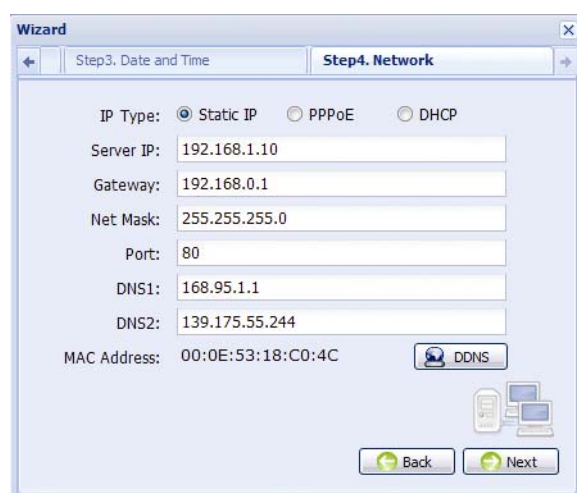 Wizard
Step3. Date and Time Step4. Network
IP Type: Static IP PPPoE DHCP
Server IP: 192.168.1.10
Gateway: 192.168.0.1
Net Mask: 255.255.255.0
Port: 80
DNS1: 168.95.1.1
DNS2: 139.175.55.244
MAC Address: 00:0E:53:18:C0:4C DDNS
Back Next